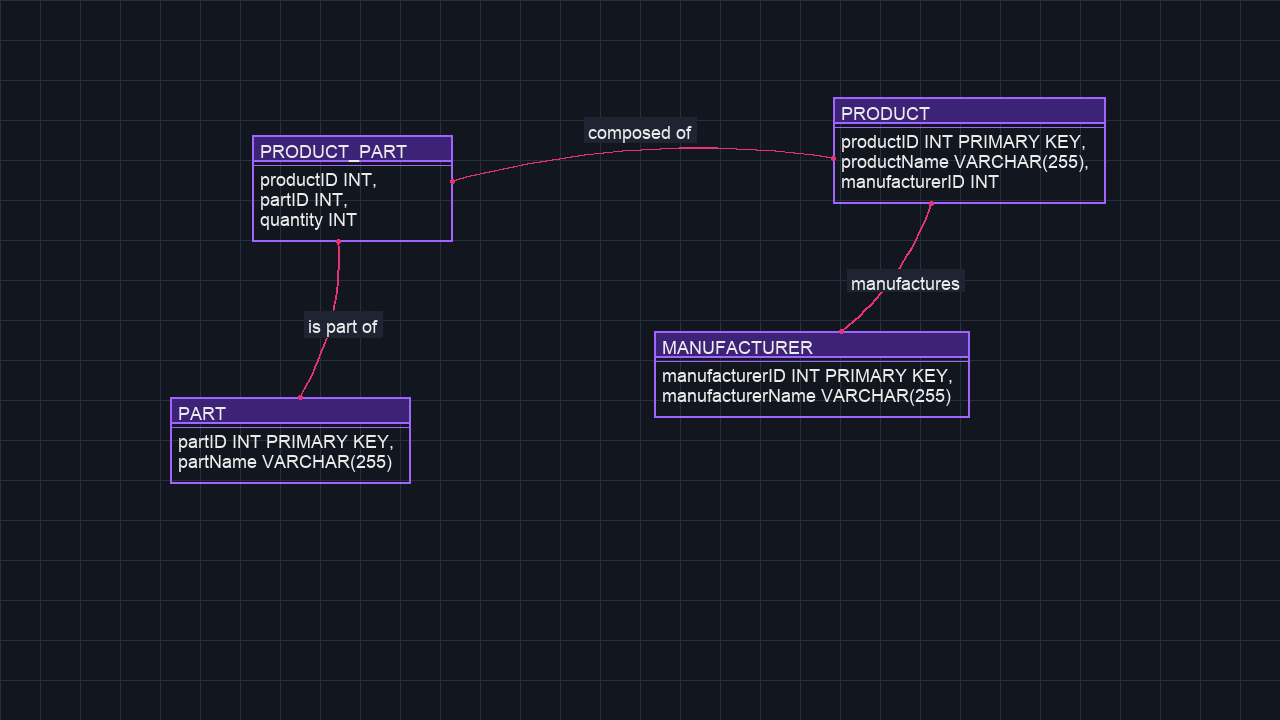 PRODUCT
productID INT PRIMARY KEY,
productName VARCHAR(255),
manufacturerID INT
composed of
PRODUCT_PART
productID INT,
partID INT,
quantity INT
manufactures
is part of
MANUFACTURER
manufacturerID INT PRIMARY KEY,
manufacturerName VARCHAR(255)
PART
partID INT PRIMARY KEY,
partName VARCHAR(255)